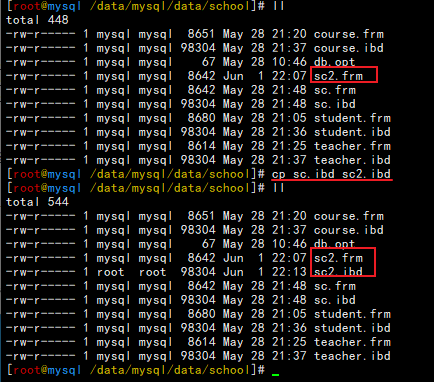 [root@mysql /data/mysql/data/school]# ll
total 448
-rw-r----- 1 mysql mysql 8651 May 28 21:20 course.frm
-rw-r----- 1 mysql mysql 98304 May 28 21:37 course.ibd
-rw-r----- 1 mysql mysql 67 May 28 10:46 db.opt
-rw-r----- 1 mysql mysql 8642 Jun 1 22:07 sc2.frm
-rw-r----- 1 mysql mysql 8642 May 28 21:48 sc.frm
-rw-r----- 1 mysql mysql 98304 May 28 21:48 sc.ibd
-rw-r----- 1 mysql mysql 8680 May 28 21:05 student.frm
-rw-r----- 1 mysql mysql 98304 May 28 21:36 student.ibd
-rw-r----- 1 mysql mysql 8614 May 28 21:25 teacher.frm
-rw-r----- 1 mysql mysql 98304 May 28 21:37 teacher.ibd
[root@mysql /data/mysql/data/school]# cp sc.ibd sc2.ibd
[root@mysql /data/mysql/data/school]# ll
total 544
-rw-r----- 1 mysql mysql 8651 May 28 21:20 course.frm
-rw-r----- 1 mysql mysql 98304 May 28 21:37 course.ibd
-rw-r----- 1 mysql mysql 67 May 28 10:46 db.opt
-rw-r----- 1 mysql mysql 8642 Jun 1 22:07 sc2.frm
-rw-r----- 1 root root 98304 Jun 1 22:13 sc2.ibd
-rw-r----- 1 mysql mysql 8642 May 28 21:48 sc.frm
-rw-r----- 1 mysql mysql 98304 May 28 21:48 sc.ibd
-rw-r----- 1 mysql mysql 8680 May 28 21:05 student.frm
-rw-r----- 1 mysql mysql 98304 May 28 21:36 student.ibd
-rw-r----- 1 mysql mysql 8614 May 28 21:25 teacher.frm
-rw-r----- 1 mysql mysql 98304 May 28 21:37 teacher.ibd
[root@mysql /data/mysql/data/school]#